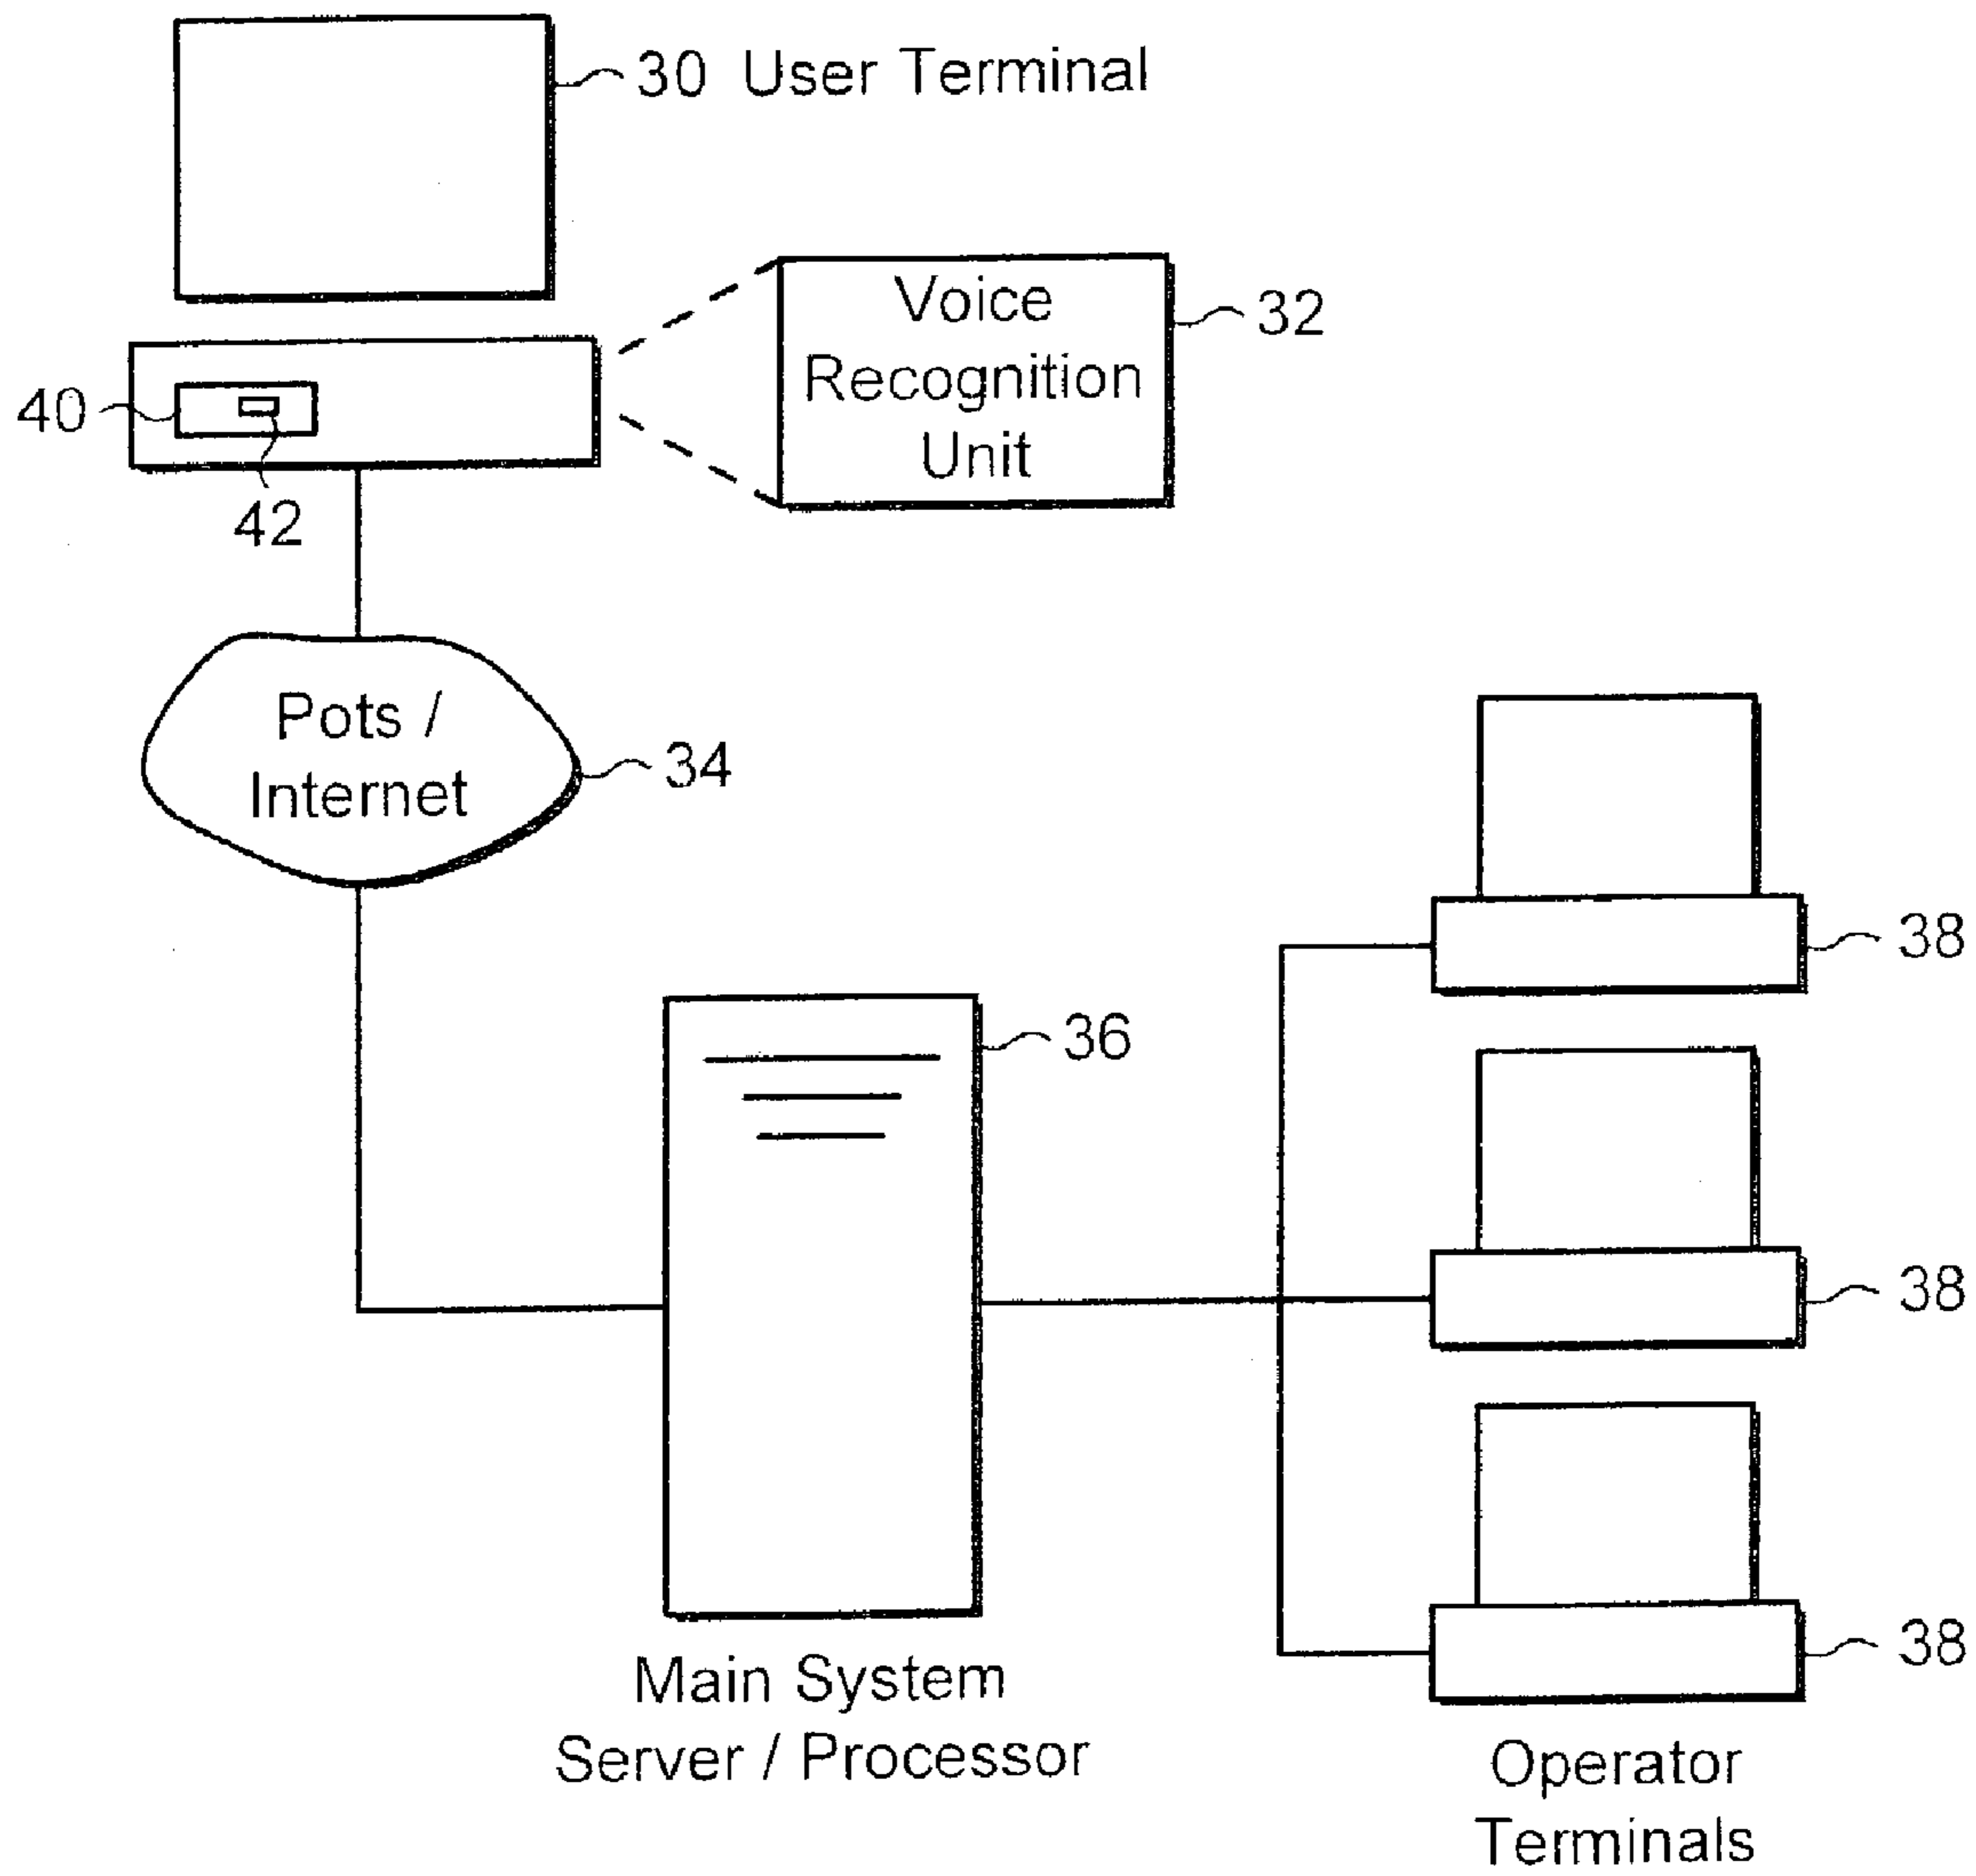 30 User Terminal
Voice
Recognition
Unit
32
40
42
Pots /
Internet
34
38
36
38
38
Main System
Server / Processor
Operator
Terminals